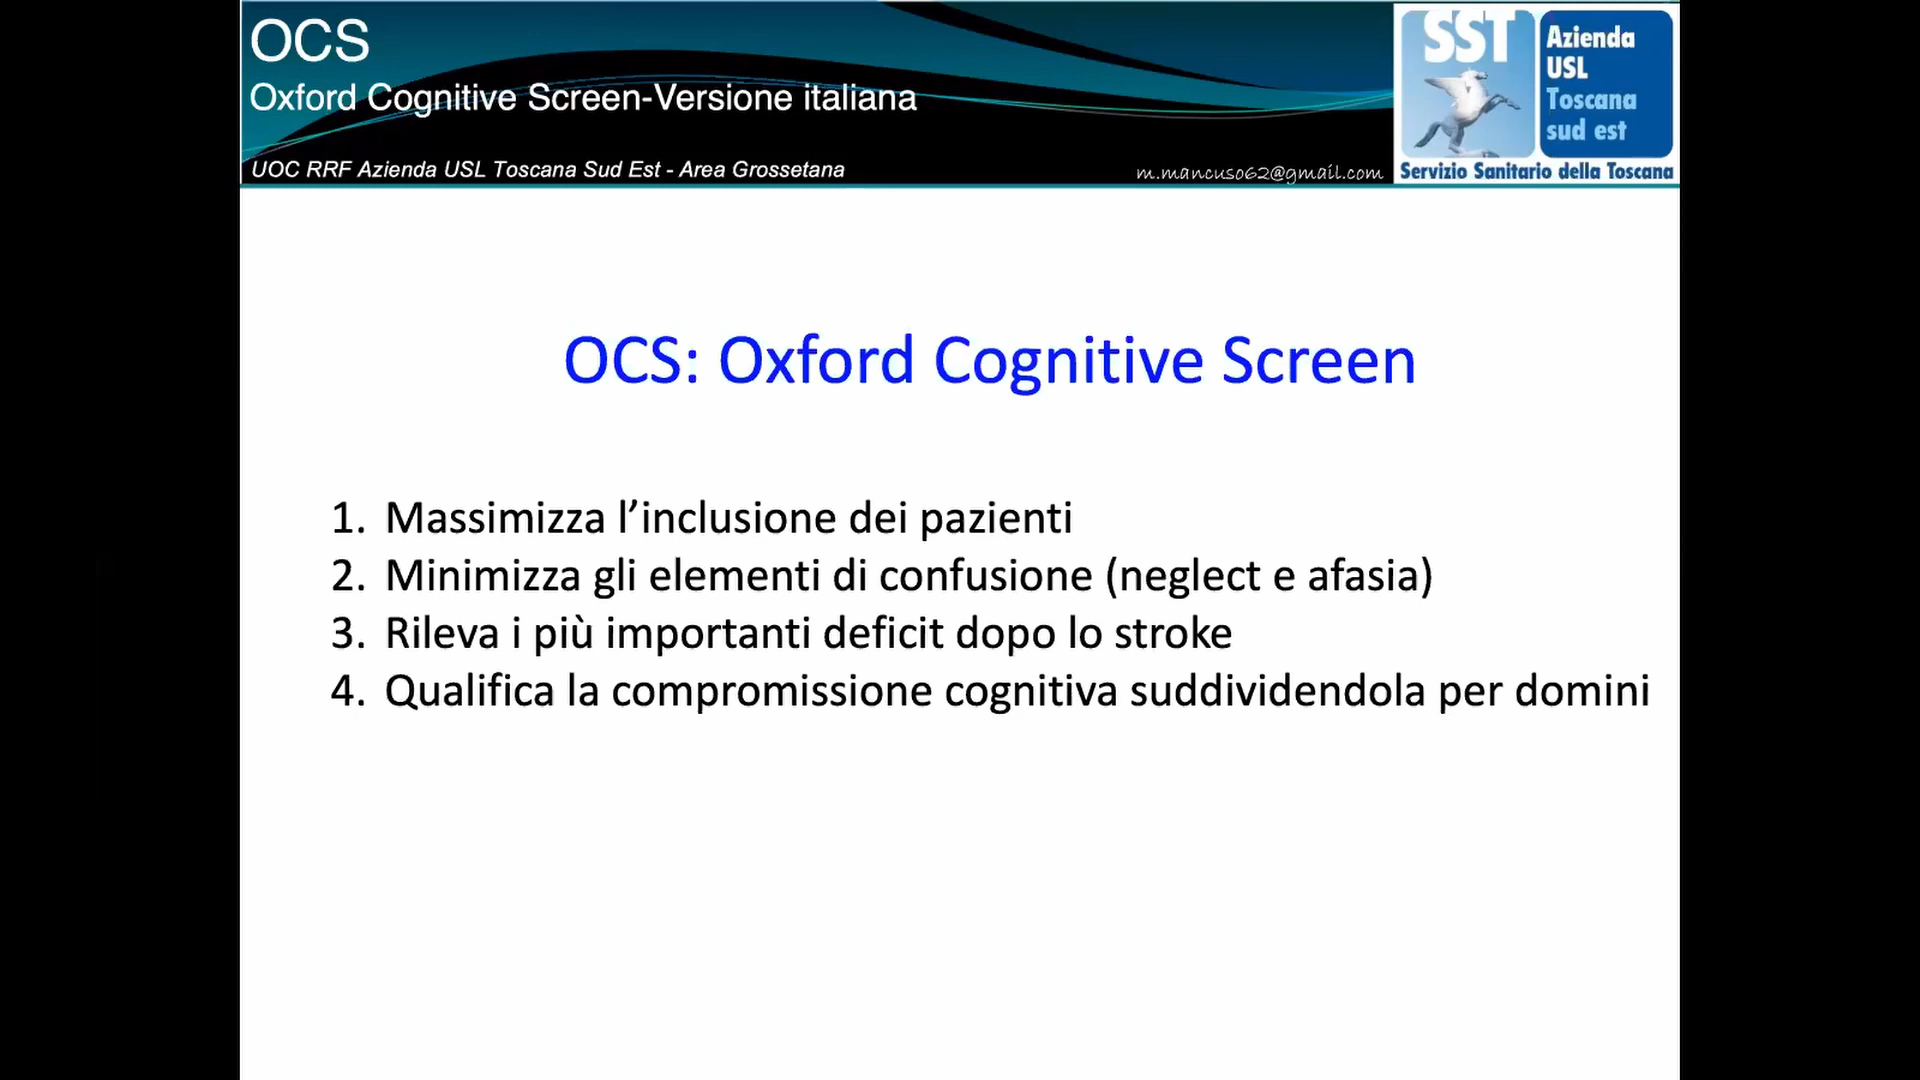 OCS
Oxford Cognitive Screen-Versione italiana
UOC RRF Azienda USL Toscana Sud Est - Area Grossetana
m.mancuso62@gmail.com
SST
Azienda
USL
Toscana
sud est
Servizio Sanitario della Toscana
OCS: Oxford Cognitive Screen
1. Massimizza l’inclusione dei pazienti
2. Minimizza gli elementi di confusione (neglect e afasia)
3. Rileva i più importanti deficit dopo lo stroke
4. Qualifica la compromissione cognitiva suddividendola per domini